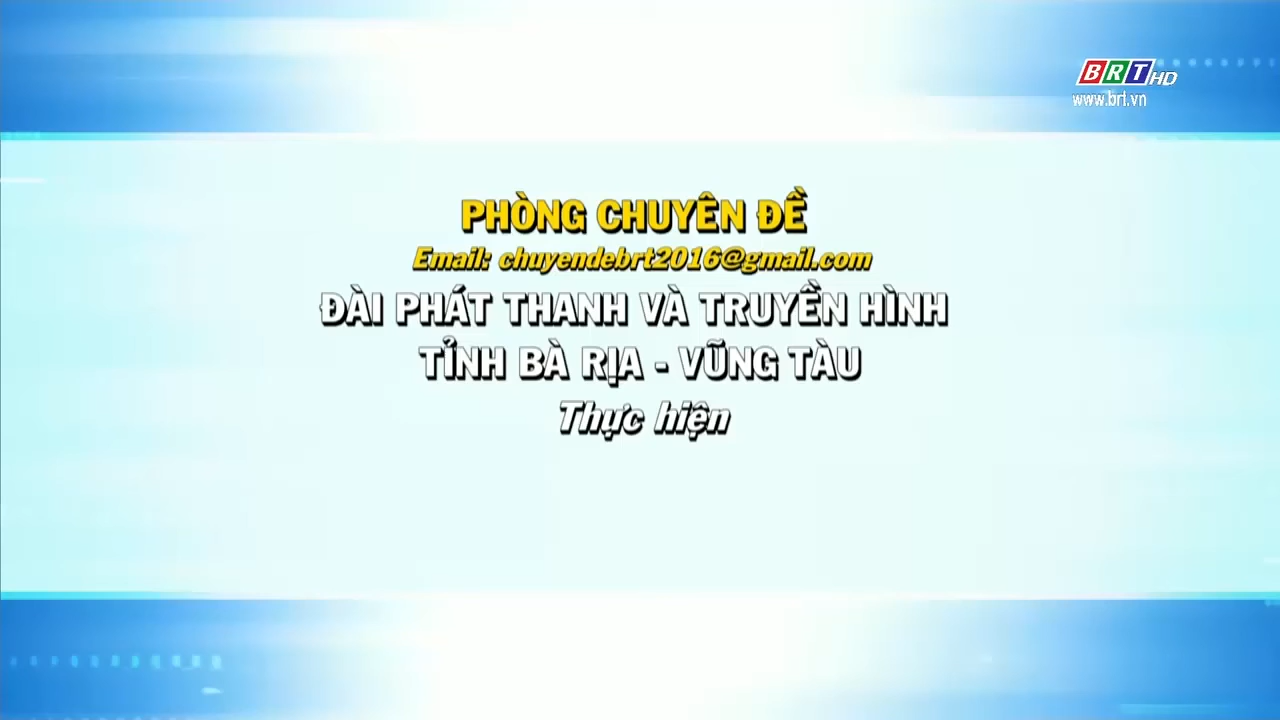 BRT HD
www.brt.vn
PHÒNG CHUYÊN ĐỀ
Email: chuyendebrt2016@gmail.com
ĐÀI PHÁT THANH VÀ TRUYỀN HÌNH
TỈNH BÀ RỊA - VŨNG TÀU
Thực hiện